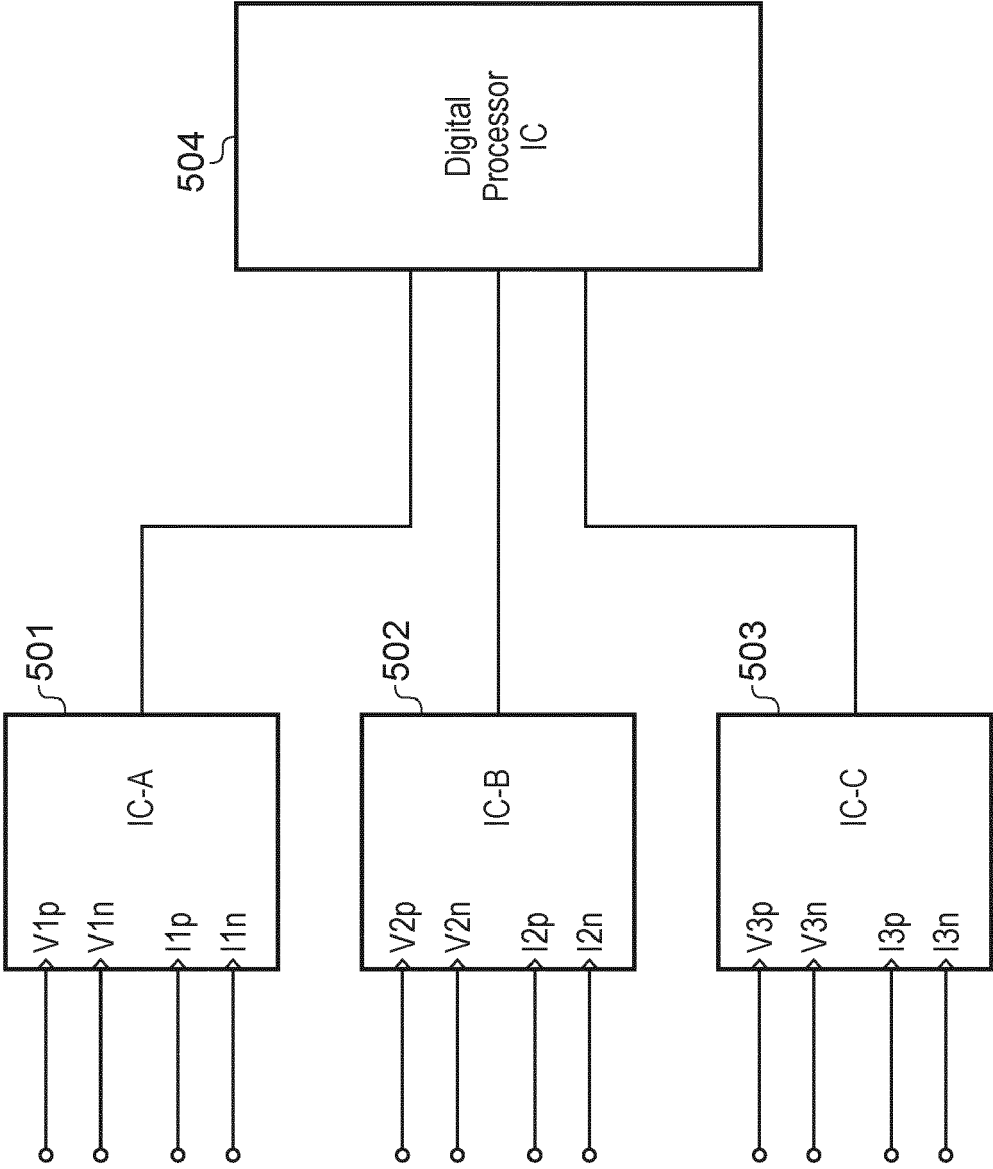 504
Digital
Processor
IC
501
IC-A
V1p
V1n
I1p
I1n
502
IC-B
V2p
V2n
I2p
I2n
503
IC-C
V3p
V3n
I3p
I3n